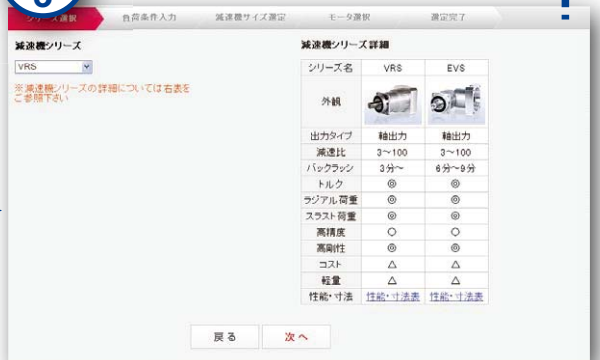 シリーズ選択 負荷条件入力 減速機サイズ選定 モータ選択 選定完了
減速機シリーズ
VRS
※減速機シリーズの詳細については右表を
ご参照下さい
減速機シリーズ詳細
シリーズ名 VRS EVS
外観
出力タイプ 軸出力 軸出力
減速比 3～100 3～100
バックラッシ 3分～ 6分～9分
トルク ◎ ◎
ラジアル荷重 ◎ ◎
スラスト荷重 ◎ ◎
高精度 ○ ○
高剛性 ◎ ◎
コスト △ △
軽量 △ △
性能・寸法 性能・寸法表 性能・寸法表
戻る 次へ